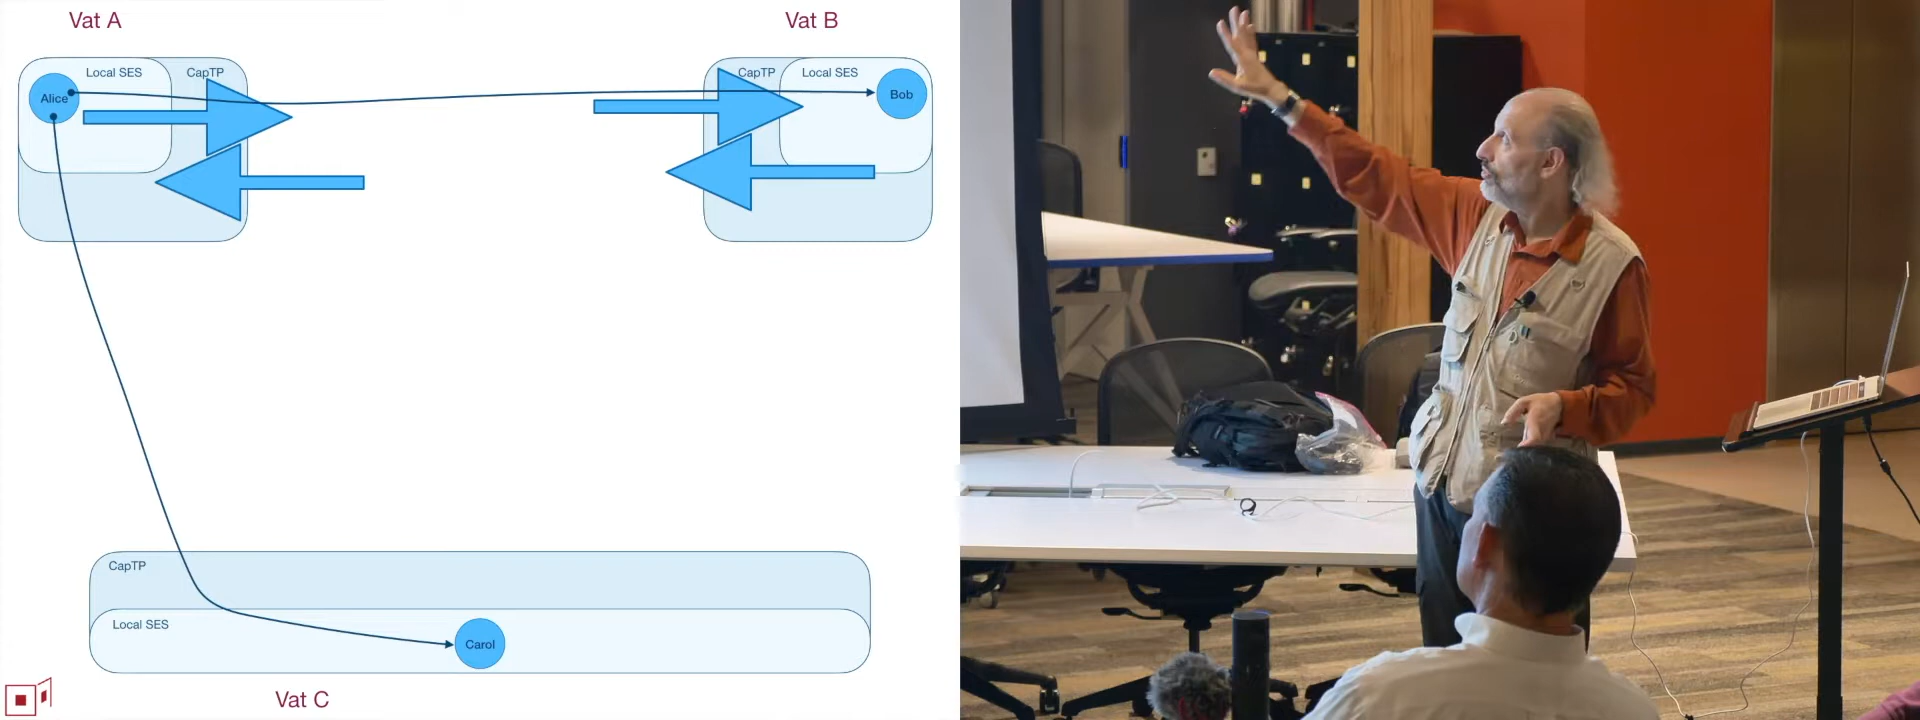 Vat A
Vat B
Local SES
CapTP
Alice
CapTP
Local SES
Bob
CapTP
Local SES
Carol
Vat C